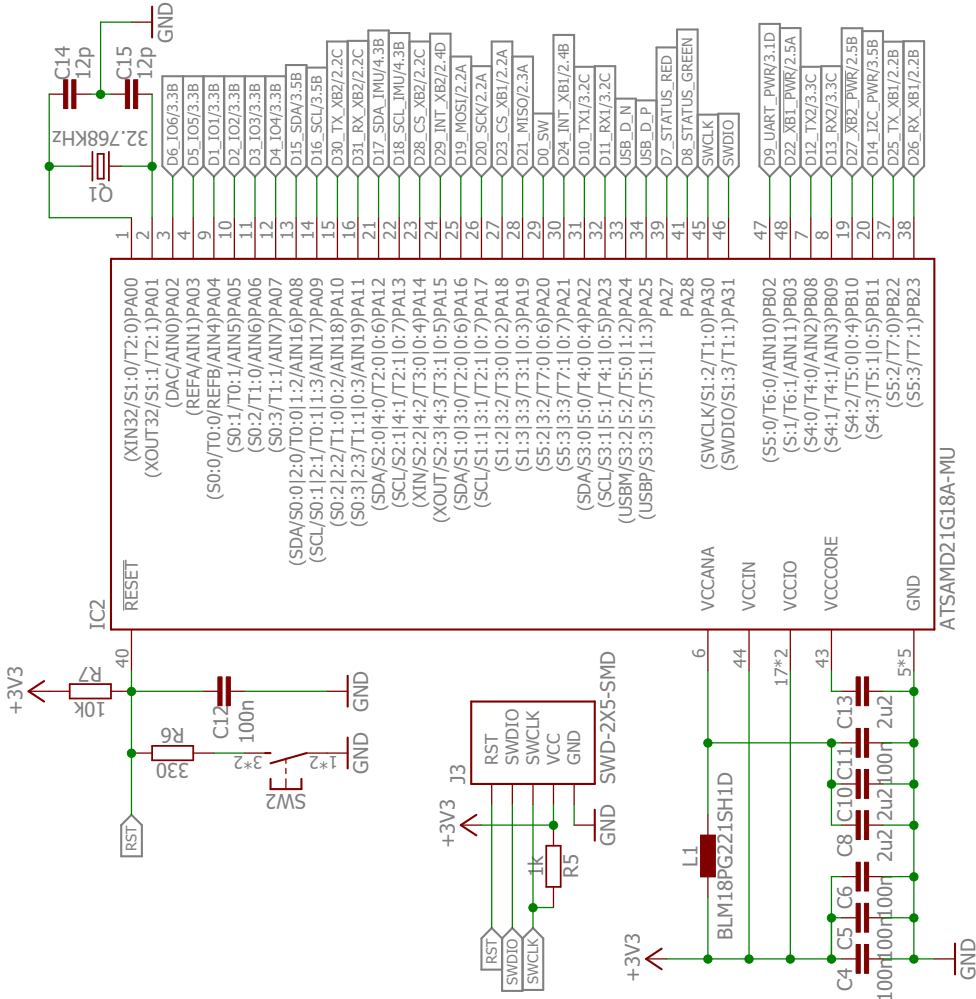 GND
C14
12p
C15
12p
32.768KHz
Q1
D6_IO6/3.3B
D5_IO5/3.3B
D1_IO1/3.3B
D2_IO2/3.3B
D3_IO3/3.3B
D4_IO4/3.3B
D15_SDA/3.5B
D16_SCL/3.5B
D30_TX_XB2/2.2C
D31_RX_XB2/2.2C
D17_SDA_IMU/4.3B
D18_SCL_IMU/4.3B
D28_CS_XB2/2.2C
D29_INT_XB2/2.4D
D19_MOSI/2.2A
D20_SCK/2.2A
D23_CS_XB1/2.2A
D21_MISO/2.3A
D0_SW
D24_INT_XB1/2.4B
D10_TX1/3.2C
D11_RX1/3.2C
USB_D_N
USB_D_P
D7_STATUS_RED
D8_STATUS_GREEN
SWCLK
SWDIO
D9_UART_PWR/3.1D
D22_XB1_PWR/2.5A
D12_TX2/3.3C
D13_RX2/3.3C
D27_XB2_PWR/2.5B
D14_I2C_PWR/3.5B
D25_TX_XB1/2.2B
D26_RX_XB1/2.2B
1
2
3
4
9
10
11
12
13
14
15
16
21
22
23
24
25
26
27
28
29
30
31
32
33
34
39
41
45
46
47
48
7
8
19
20
37
38
(XIN32/S1:0/T2:0)PA00
(XOUT32/S1:1/T2:1)PA01
(DAC/AIN0)PA02
(REFA/AIN1)PA03
(S0:0/T0:0/REFB/AIN4)PA04
(S0:1/T0:1/AIN5)PA05
(S0:2/T1:0/AIN6)PA06
(S0:3/T1:1/AIN7)PA07
(SDA/S0:0|2:0/T0:0|1:2/AIN16)PA08
(SCL/S0:1|2:1/T0:1|1:3/AIN17)PA09
(S0:2|2:2/T1:0|0:2/AIN18)PA10
(S0:3|2:3/T1:1|0:3/AIN19)PA11
(SDA/S2:0|4:0/T2:0|0:6)PA12
(SCL/S2:1|4:1/T2:1|0:7)PA13
(XIN/S2:2|4:2/T3:0|0:4)PA14
(XOUT/S2:3|4:3/T3:1|0:5)PA15
(SDA/S1:0|3:0/T2:0|0:6)PA16
(SCL/S1:1|3:1/T2:1|0:7)PA17
(S1:2|3:2/T3:0|0:2)PA18
(S1:3|3:3/T3:1|0:3)PA19
(S5:2|3:2/T7:0|0:6)PA20
(S5:3|3:3/T7:1|0:7)PA21
(SDA/S3:0|5:0/T4:0|0:4)PA22
(SCL/S3:1|5:1/T4:1|0:5)PA23
(USBM/S3:2|5:2/T5:0|1:2)PA24
(USBP/S3:3|5:3/T5:1|1:3)PA25
PA27
PA28
(SWCLK/S1:2/T1:0)PA30
(SWDIO/S1:3/T1:1)PA31
(S5:0/T6:0/AIN10)PB02
(S:1/T6:1/AIN11)PB03
(S4:0/T4:0/AIN2)PB08
(S4:1/T4:1/AIN3)PB09
(S4:2/T5:0|0:4)PB10
(S4:3/T5:1|0:5)PB11
(S5:2/T7:0)PB22
(S5:3/T7:1)PB23
IC2
ATSAMD21G18A-MU
RESET
VCCANA
VCCIN
VCCIO
VCCCORE
GND
40
6
44
17*2
43
5*5
+3V3
R7
10k
C12
100n
GND
R6
330
3*2
1*2
SW2
GND
RST
J3
SWD-2X5-SMD
RST
SWDIO
SWCLK
VCC
GND
+3V3
GND
1k
R5
RST
SWDIO
SWCLK
L1
BLM18PG221SH1D
+3V3
C13
2u2
C11
100n
C10
2u2
C8
2u2
C6
100n
C5
100n
C4
100n
GND